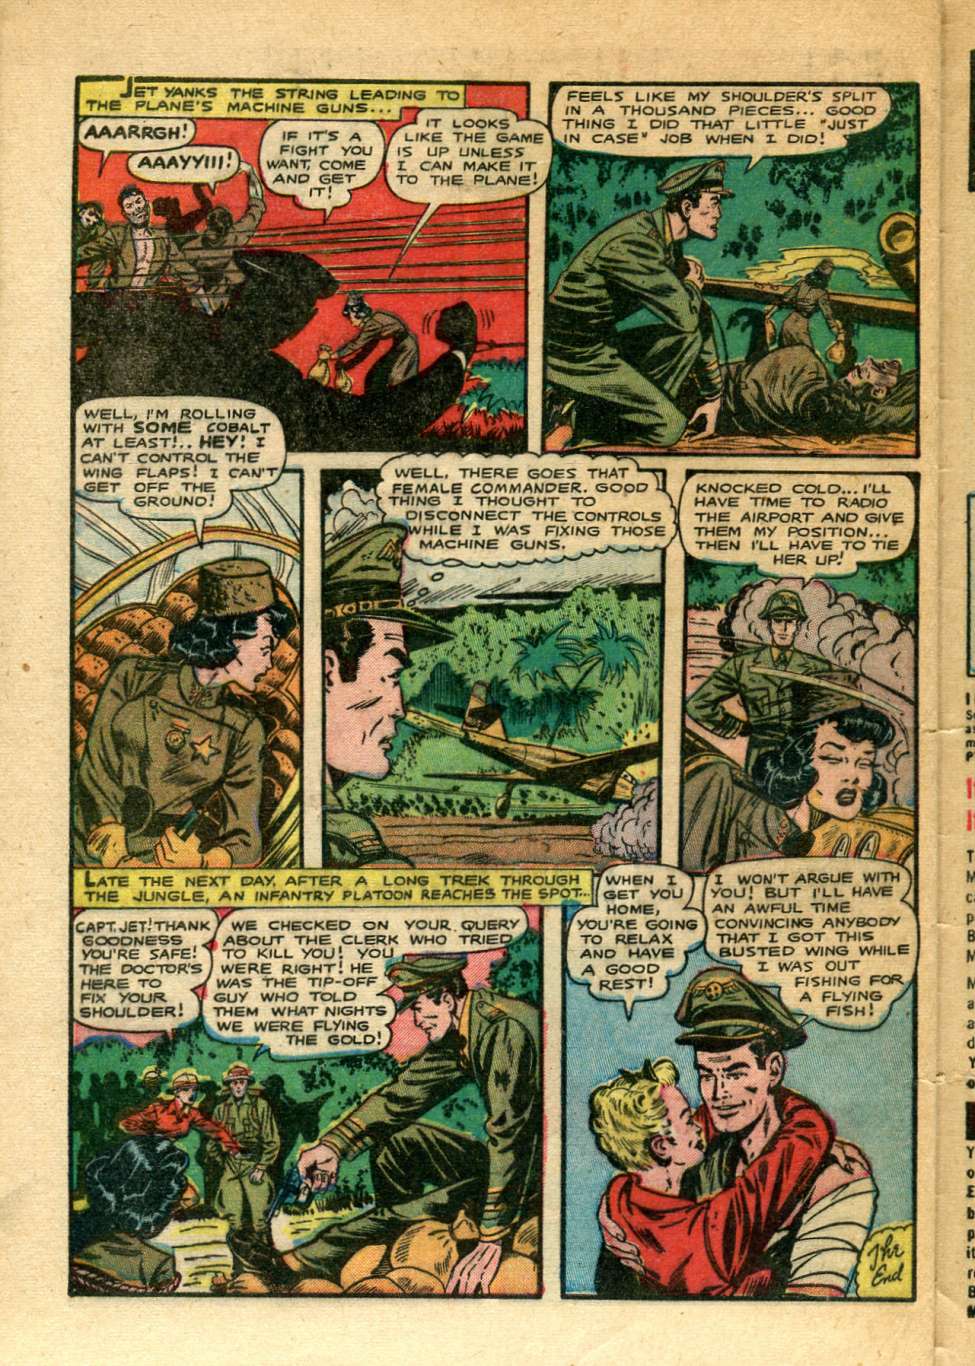 JET YANKS THE STRING LEADING TO
THE PLANE'S MACHINE GUNS...
AAARRGH!
AAAYYIII!
IF IT'S A
FIGHT YOU
WANT, COME
AND GET
IT!
IT LOOKS
LIKE THE GAME
IS UP UNLESS
I CAN MAKE IT
TO THE PLANE!
FEELS LIKE MY SHOULDER'S SPLIT
IN A THOUSAND PIECES... GOOD
THING I DID THAT LITTLE "JUST
IN CASE" JOB WHEN I DID!
WELL, I'M ROLLING
WITH SOME COBALT
AT LEAST!.. HEY! I
CAN'T CONTROL THE
WING FLAPS! I CAN'T
GET OFF THE
GROUND!
WELL, THERE GOES THAT
FEMALE COMMANDER. GOOD
THING I THOUGHT TO
DISCONNECT THE CONTROLS
WHILE I WAS FIXING THOSE
MACHINE GUNS.
KNOCKED COLD... I'LL
HAVE TIME TO RADIO
THE AIRPORT AND GIVE
THEM MY POSITION...
THEN I'LL HAVE TO TIE
HER UP!
LATE THE NEXT DAY, AFTER A LONG TREK THROUGH
THE JUNGLE, AN INFANTRY PLATOON REACHES THE SPOT...
CAPT. JET! THANK
GOODNESS
YOU'RE SAFE!
THE DOCTOR'S
HERE TO
FIX YOUR
SHOULDER!
WE CHECKED ON YOUR QUERY
ABOUT THE CLERK WHO TRIED
TO KILL YOU! YOU
WERE RIGHT! HE
WAS THE TIP-OFF
GUY WHO TOLD
THEM WHAT NIGHTS
WE WERE FLYING
THE GOLD!
WHEN I
GET YOU
HOME,
YOU'RE GOING
TO RELAX
AND HAVE
A GOOD
REST!
I WON'T ARGUE WITH
YOU! BUT I'LL HAVE
AN AWFUL TIME
CONVINCING ANYBODY
THAT I GOT THIS
BUSTED WING WHILE
I WAS OUT
FISHING FOR
A FLYING
FISH!
The
End